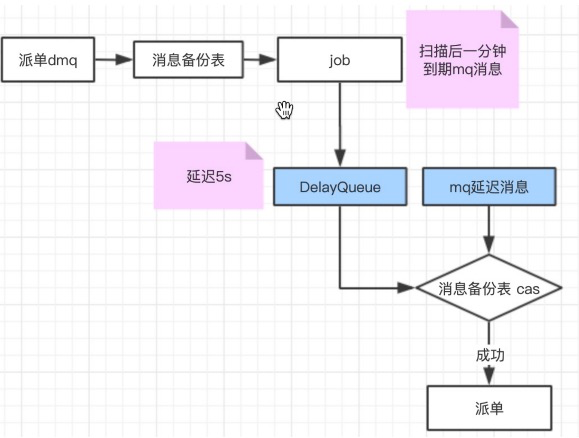 派单dmq
消息备份表
job
扫描后一分钟
到期mq消息
延迟5s
DelayQueue
mq延迟消息
消息备份表 cas
成功
派单